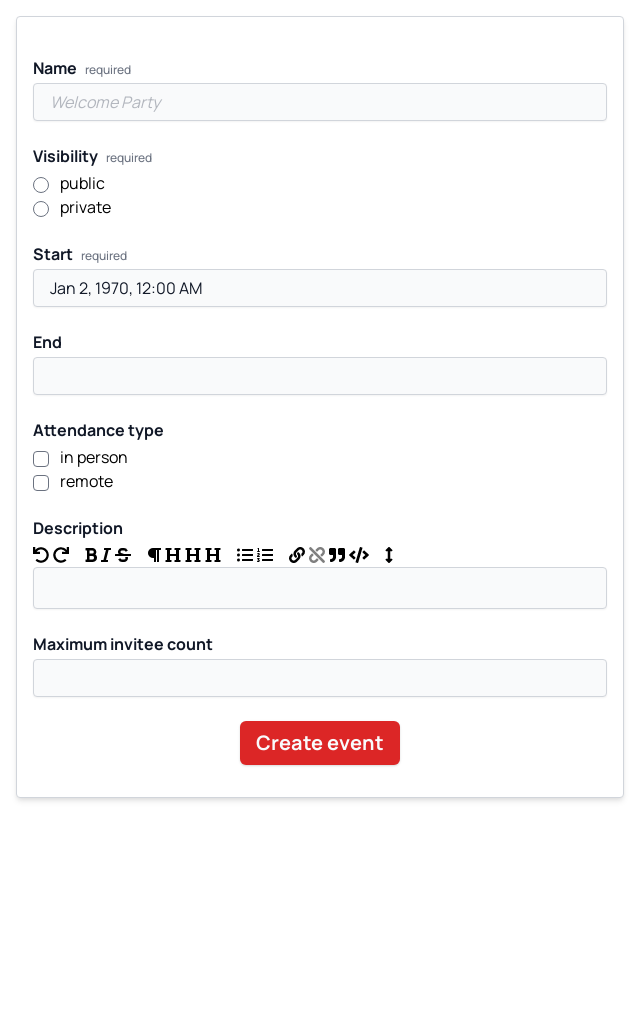 Name required
Welcome Party
Visibility required
public
private
Start required
Jan 2, 1970, 12:00 AM
End
Attendance type
in person
remote
Description
Maximum invitee count
Create event